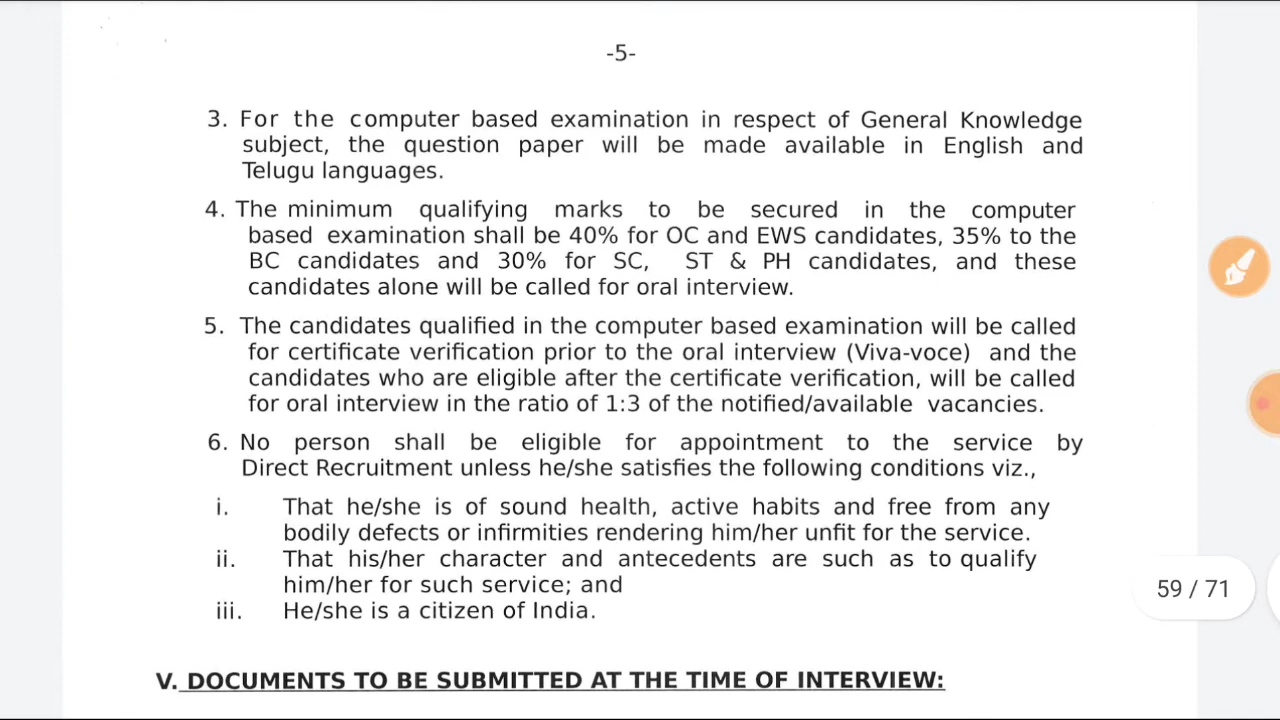 -5-
3. For the computer based examination in respect of General Knowledge
subject, the question paper will be made available in English and
Telugu languages.
4. The minimum qualifying marks to be secured in the computer
based examination shall be 40% for OC and EWS candidates, 35% to the
BC candidates and 30% for SC, ST & PH candidates, and these
candidates alone will be called for oral interview.
5. The candidates qualified in the computer based examination will be called
for certificate verification prior to the oral interview (Viva-voce) and the
candidates who are eligible after the certificate verification, will be called
for oral interview in the ratio of 1:3 of the notified/available vacancies.
6. No person shall be eligible for appointment to the service by
Direct Recruitment unless he/she satisfies the following conditions viz.,
i. That he/she is of sound health, active habits and free from any
bodily defects or infirmities rendering him/her unfit for the service.
ii. That his/her character and antecedents are such as to qualify
him/her for such service; and
iii. He/she is a citizen of India.
59 / 71
V. DOCUMENTS TO BE SUBMITTED AT THE TIME OF INTERVIEW: